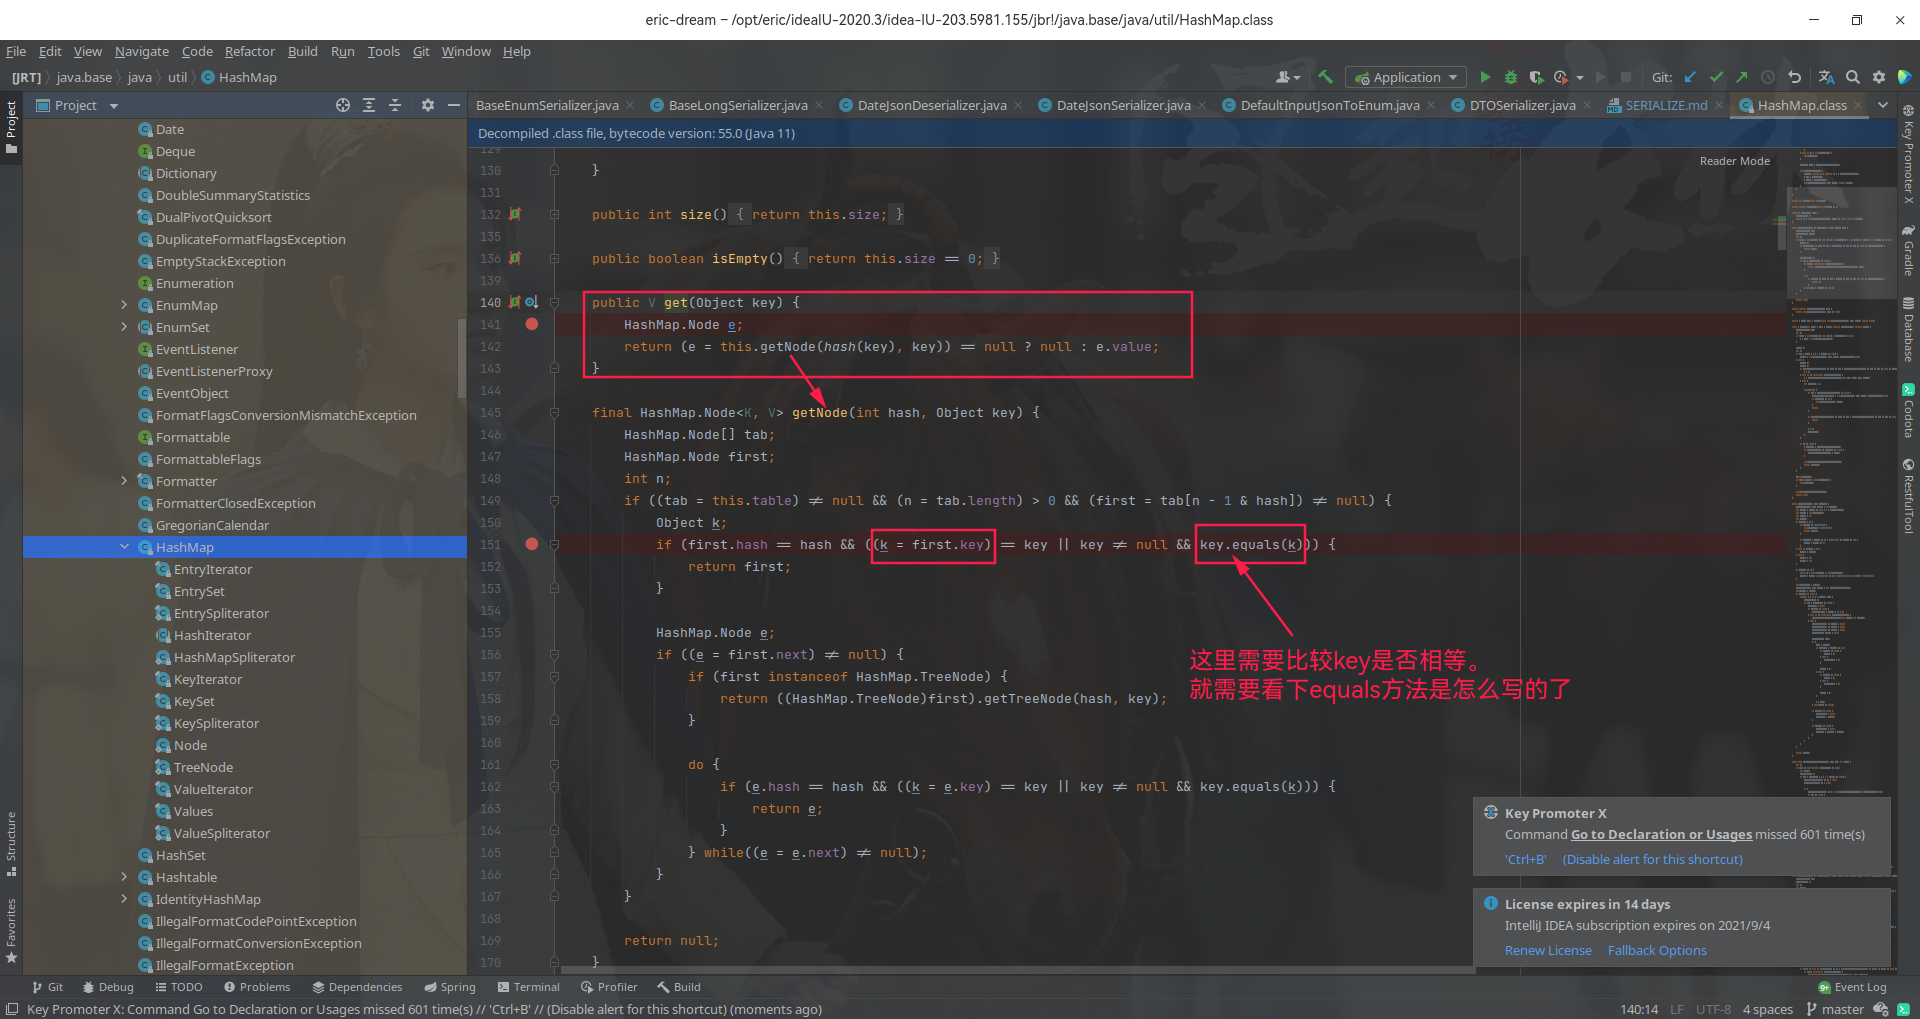 eric-dream – /opt/eric/ideaIU-2020.3/idea-IU-203.5981.155/jbr!/java.base/java/util/HashMap.class
File Edit View Navigate Code Refactor Build Run Tools Git Window Help
[JRT] java.base java util HashMap
Application
Git:
Project
BaseEnumSerializer.java BaseLongSerializer.java DateJsonDeserializer.java DateJsonSerializer.java DefaultInputJsonToEnum.java DTOSerializer.java SERIALIZE.md HashMap.class
Decompiled .class file, bytecode version: 55.0 (Java 11)
Reader Mode
Project
Structure
Favorites
Date
Deque
Dictionary
DoubleSummaryStatistics
DualPivotQuicksort
DuplicateFormatFlagsException
EmptyStackException
Enumeration
EnumMap
EnumSet
EventListener
EventListenerProxy
EventObject
FormatFlagsConversionMismatchException
Formattable
FormattableFlags
Formatter
FormatterClosedException
GregorianCalendar
HashMap
EntryIterator
EntrySet
EntrySpliterator
HashIterator
HashMapSpliterator
KeyIterator
KeySet
KeySpliterator
Node
TreeNode
ValueIterator
Values
ValueSpliterator
HashSet
Hashtable
IdentityHashMap
IllegalFormatCodePointException
IllegalFormatConversionException
IllegalFormatException
129
130 }
131
132 public int size() { return this.size; }
135
136 public boolean isEmpty() { return this.size == 0; }
139
140 public V get(Object key) {
141 HashMap.Node e;
142 return (e = this.getNode(hash(key), key)) == null ? null : e.value;
143 }
144
145 final HashMap.Node<K, V> getNode(int hash, Object key) {
146 HashMap.Node[] tab;
147 HashMap.Node first;
148 int n;
149 if ((tab = this.table) != null && (n = tab.length) > 0 && (first = tab[n - 1 & hash]) != null) {
150 Object k;
151 if (first.hash == hash && ((k = first.key) == key || key != null && key.equals(k))) {
152 return first;
153 }
154
155 HashMap.Node e;
156 if ((e = first.next) != null) {
157 if (first instanceof HashMap.TreeNode) {
158 return ((HashMap.TreeNode)first).getTreeNode(hash, key);
159 }
160
161 do {
162 if (e.hash == hash && ((k = e.key) == key || key != null && key.equals(k))) {
163 return e;
164 }
165 } while((e = e.next) != null);
166 }
167 }
168
169 return null;
170 }
这里需要比较key是否相等。
就需要看下equals方法是怎么写的了
Key Promoter X
Gradle
Database
Codota
RestfulTool
Key Promoter X
Command Go to Declaration or Usages missed 601 time(s)
'Ctrl+B' (Disable alert for this shortcut)
License expires in 14 days
IntelliJ IDEA subscription expires on 2021/9/4
Renew License Fallback Options
Git Debug TODO Problems Dependencies Spring Terminal Profiler Build
9+ Event Log
Key Promoter X: Command Go to Declaration or Usages missed 601 time(s) // 'Ctrl+B' // (Disable alert for this shortcut) (moments ago)
140:14 LF UTF-8 4 spaces master